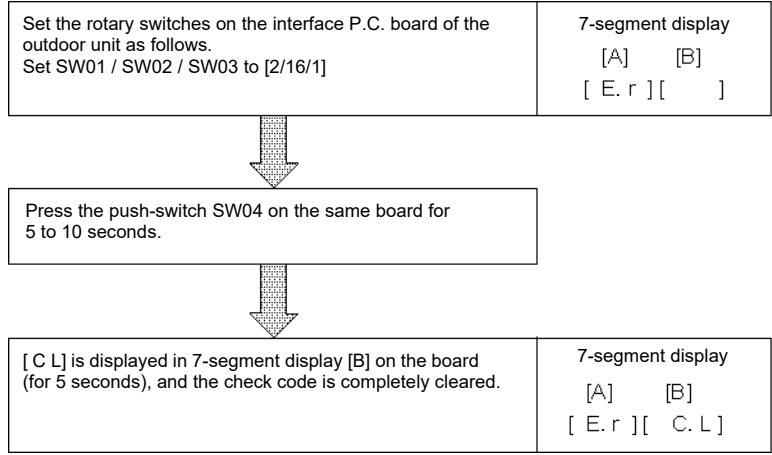 Set the rotary switches on the interface P.C. board of the
outdoor unit as follows.
Set SW01 / SW02 / SW03 to [2/16/1]
7-segment display
[A] [B]
[ E. r ] [ ]
Press the push-switch SW04 on the same board for
5 to 10 seconds.
[ C L] is displayed in 7-segment display [B] on the board
(for 5 seconds), and the check code is completely cleared.
7-segment display
[A] [B]
[ E. r ] [ C. L ]